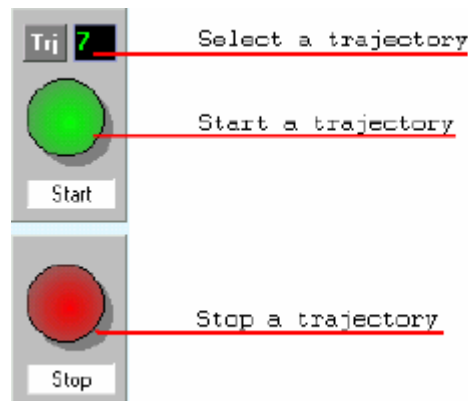 Trj 7 Select a trajectory
Start a trajectory
Start
Stop a trajectory
Stop